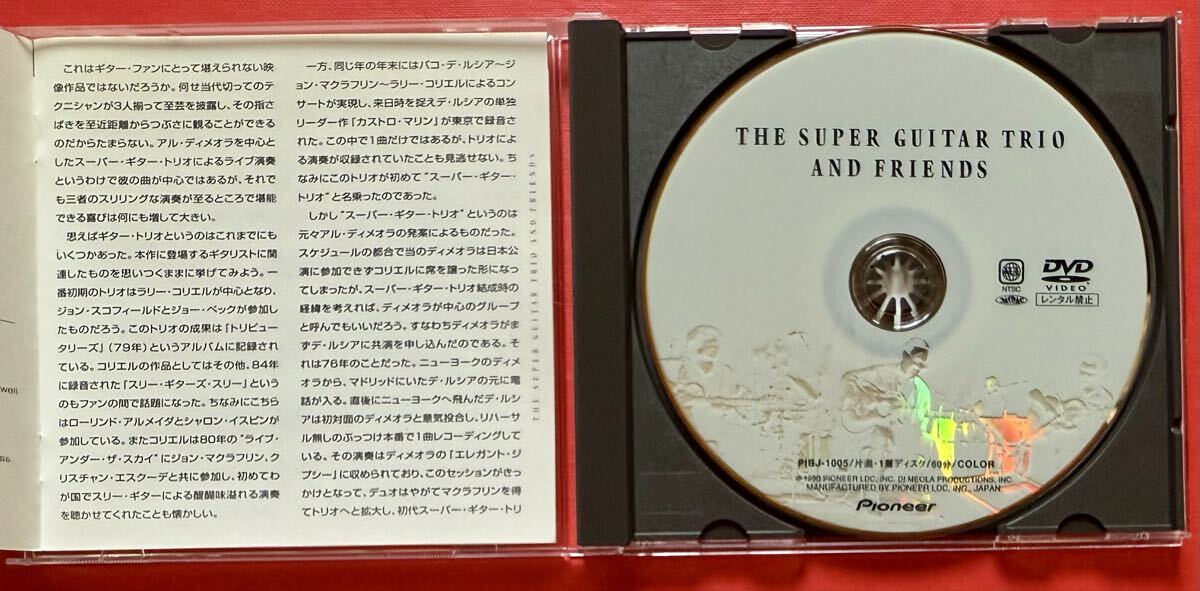 well
66
これはギター・ファンにとって堪えられない映
像作品ではないだろうか。何せ当代切ってのテ
クニシャンが3人揃って至芸を披露し、その指さ
ばきを至近距離からつぶさに観ることができる
のだからたまらない。アル・ディメオラを中心と
したスーパー・ギター・トリオによるライブ演奏
というわけで彼の曲が中心ではあるが、それで
も三者のスリリングな演奏が至るところで堪能
できる喜びは何にも増して大きい。
思えばギター・トリオというのはこれまでにも
いくつかあった。本作に登場するギタリストに関
連したものを思いつくままに挙げてみよう。一
番初期のトリオはラリー・コリエルが中心となり、
ジョン・スコフィールドとジョー・ベックが参加し
たものだろう。このトリオの成果は『トリビュー
タリーズ』(79年)というアルバムに記録され
ている。コリエルの作品としてはその他、84年
に録音された『スリー・ギターズ・スリー』という
のもファンの間で話題になった。ちなみにこちら
はローリンド・アルメイダとシャロン・イスビンが
参加している。またコリエルは80年の“ライブ・
アンダー・ザ・スカイ”にジョン・マクラフリン、ク
リスチャン・エスクーデと共に参加し、初めてわ
が国でスリー・ギターによる醍醐味溢れる演奏
を聴かせてくれたことも懐かしい。
一方、同じ年の年末にはパコ・デ・ルシア〜ジ
ョン・マクラフリン〜ラリー・コリエルによるコン
サートが実現し、来日時を捉えデ・ルシアの単独
リーダー作『カストロ・マリン』が東京で録音さ
れた。この中で1曲だけではあるが、トリオによ
る演奏が収録されていたことも見逃せない。ち
なみにこのトリオが初めて“スーパー・ギター・
トリオ”と名乗ったのであった。
しかし“スーパー・ギター・トリオ”というのは
元々アル・ディメオラの発案によるものだった。
スケジュールの都合で当のディメオラは日本公
演に参加できずコリエルに席を譲った形になっ
てしまったが、スーパー・ギター・トリオ結成時の
経緯を考えれば、ディメオラが中心のグループ
と呼んでもいいだろう。すなわちディメオラがま
ずデ・ルシアに共演を申し込んだのである。そ
れは76年のことだった。ニューヨークのディメ
オラから、マドリッドにいたデ・ルシアの元に電
話が入る。直後にニューヨークへ飛んだデ・ルシ
アは初対面のディメオラと意気投合し、リハーサ
ル無しのぶっつけ本番で1曲レコーディングして
いる。その演奏はディメオラの『エレガント・ジ
プシー』に収められており、このセッションがきっ
かけとなって、デュオはやがてマクラフリンを得
てトリオへと拡大し、初代スーパー・ギター・トリ
THE SUPER GUITAR TRIO AND FRIENDS
THE SUPER GUITAR TRIO
AND FRIENDS
NTSC
DVD
VIDEO
レンタル禁止
PIBJ-1005/片面・1層ディスク/60分/COLOR
©1990 PIONEER LDC, INC. DI MEOLA PRODUCTIONS, INC.
MANUFACTURED BY PIONEER LDC, INC., JAPAN
Pioneer